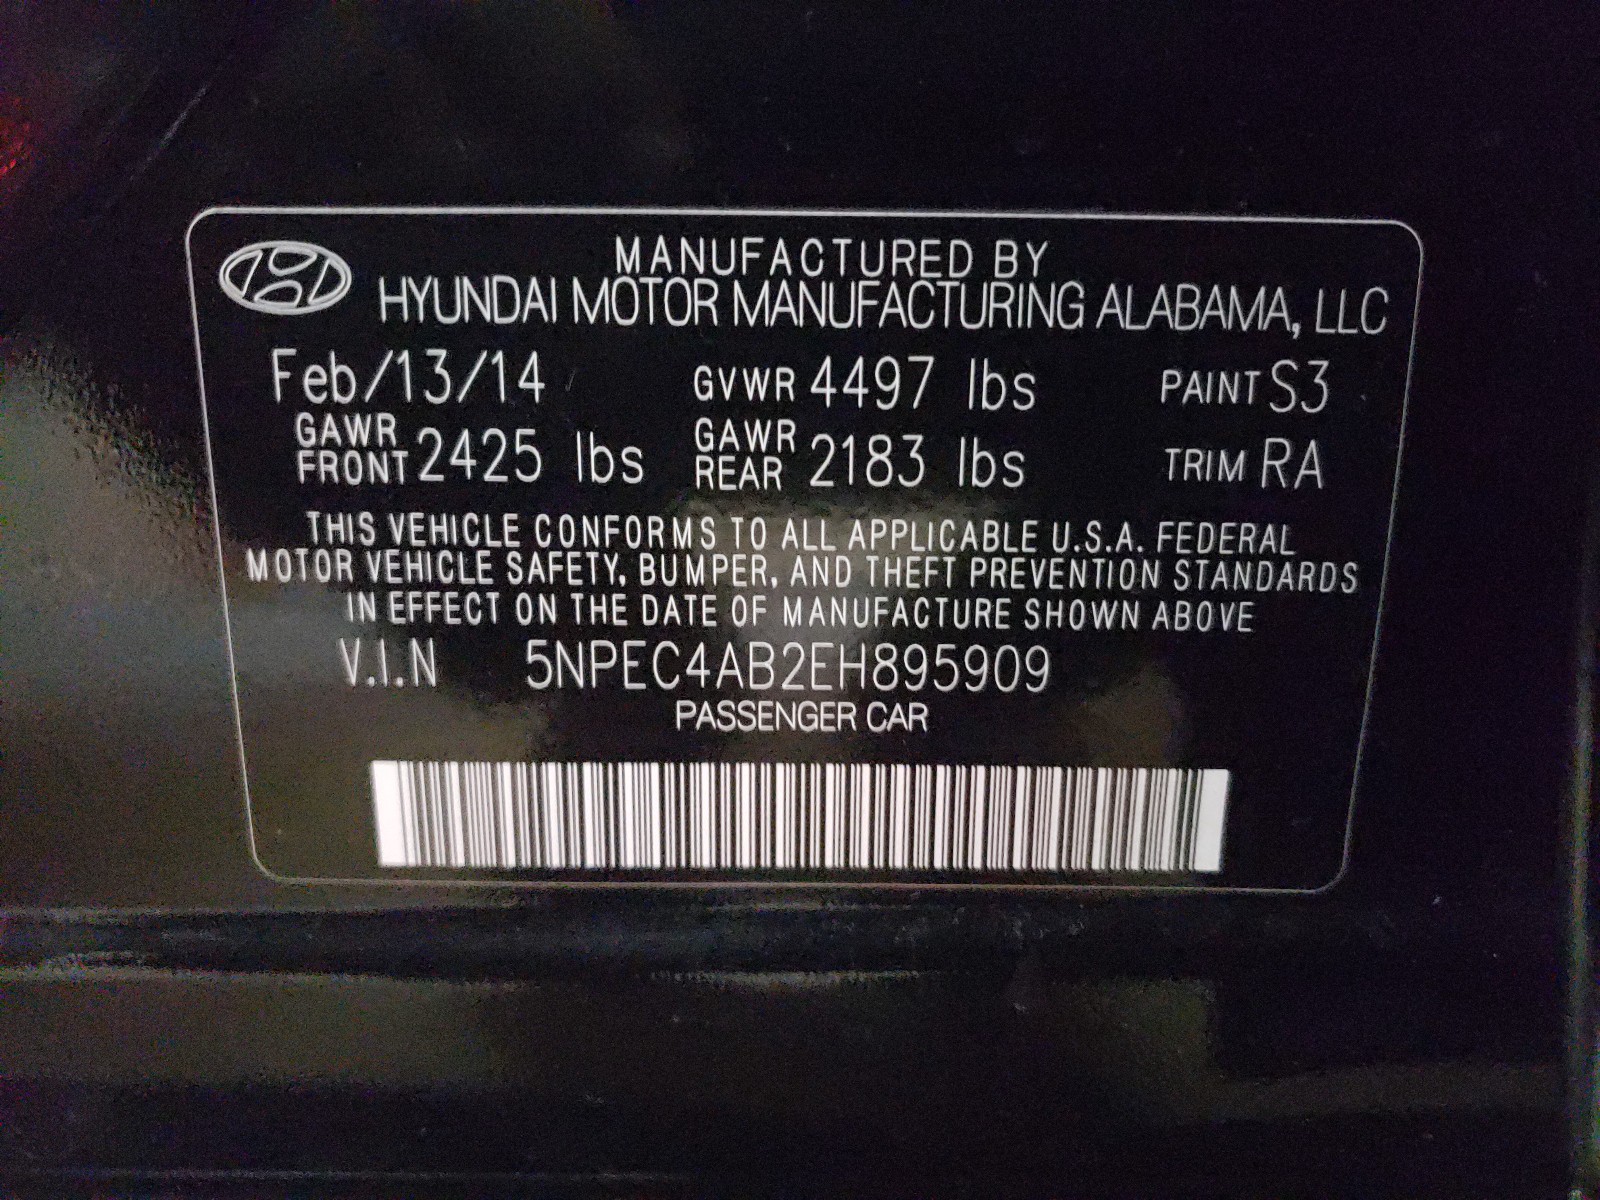 MANUFACTURED BY
HYUNDAI MOTOR MANUFACTURING ALABAMA, LLC
Feb/13/14 GVWR 4497 lbs PAINT S3
GAWR FRONT 2425 lbs GAWR REAR 2183 lbs TRIM RA
THIS VEHICLE CONFORMS TO ALL APPLICABLE U.S.A. FEDERAL
MOTOR VEHICLE SAFETY, BUMPER, AND THEFT PREVENTION STANDARDS
IN EFFECT ON THE DATE OF MANUFACTURE SHOWN ABOVE
V.I.N 5NPEC4AB2EH895909
PASSENGER CAR